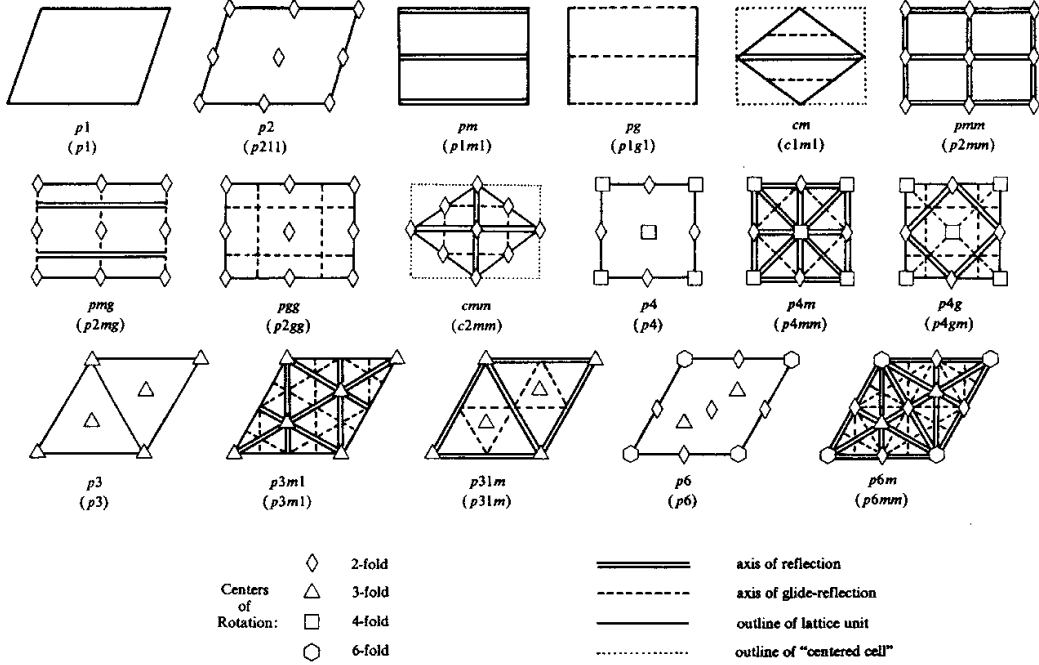 p1 p2 pm pg cm pmm
(p1) (p211) (p1m1) (p1g1) (c1m1) (p2mm)
pmg pgg cmm p4 p4m p4g
(p2mg) (p2gg) (c2mm) (p4) (p4mm) (p4gm)
p3 p3m1 p31m p6 p6m
(p3) (p3m1) (p31m) (p6) (p6mm)
Centers
of
Rotation:
2-fold
3-fold
4-fold
6-fold
axis of reflection
axis of glide-reflection
outline of lattice unit
outline of "centered cell"